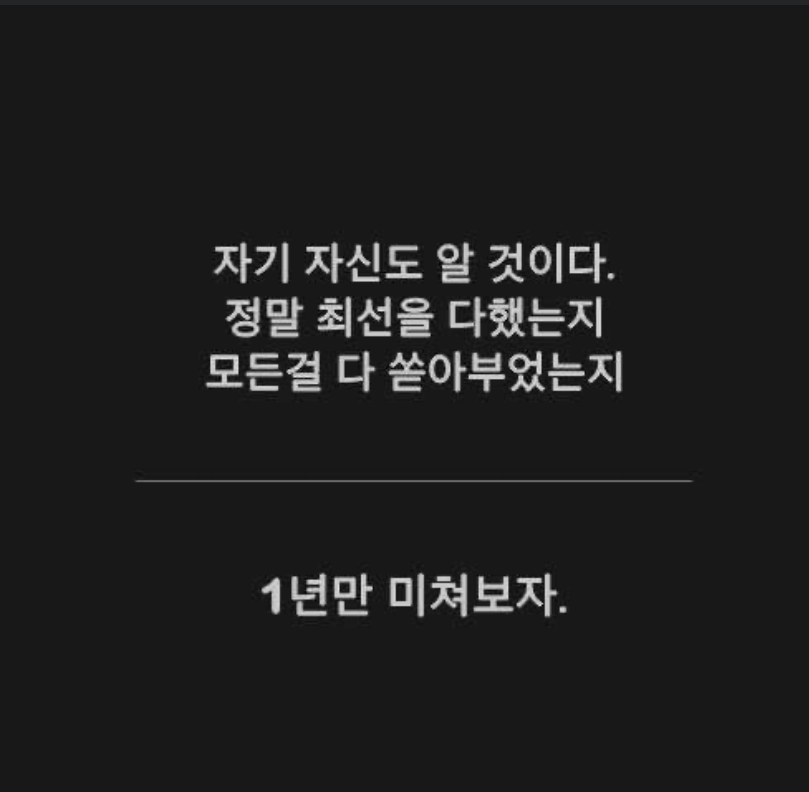 자기 자신도 알 것이다.
정말 최선을 다했는지
모든걸 다 쏟아부었는지
1년만 미쳐보자.